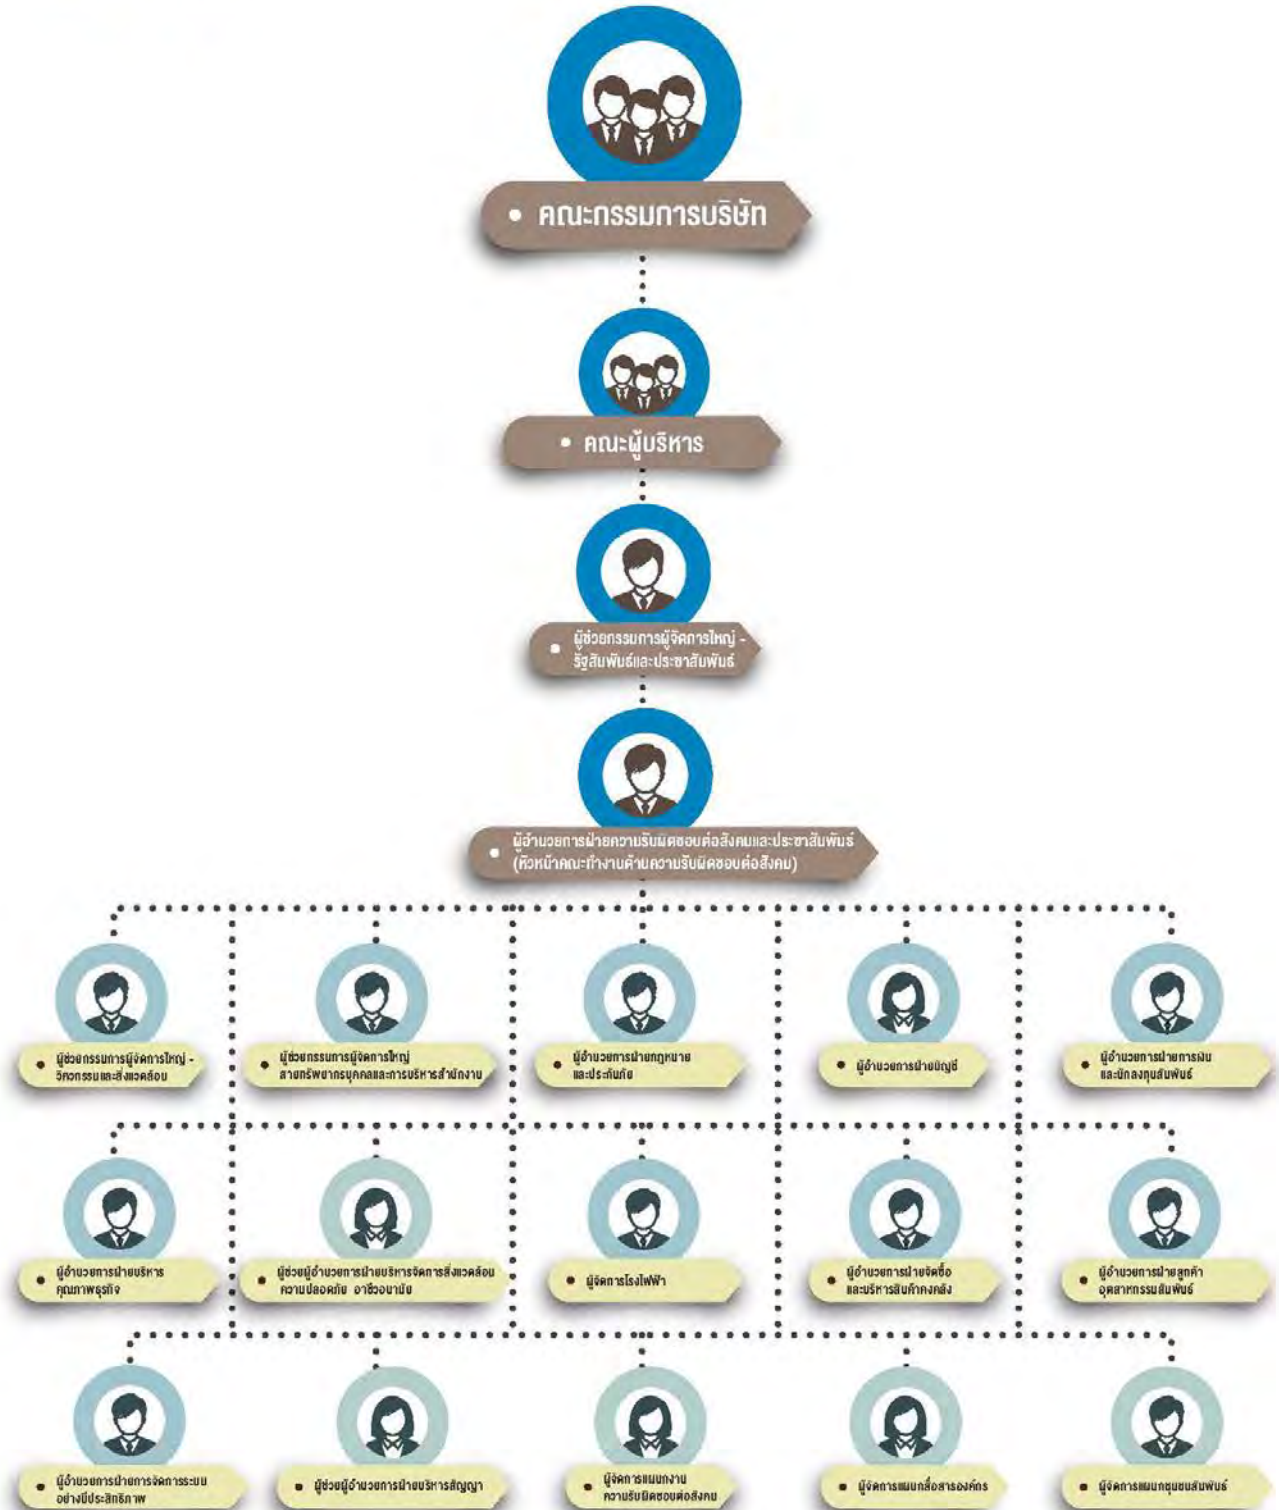 คณะกรรมการบริษัท
คณะผู้บริหาร
ผู้ช่วยกรรมการผู้จัดการใหญ่ -
รัฐสัมพันธ์และประชาสัมพันธ์
ผู้อำนวยการฝ่ายความรับผิดชอบต่อสังคมและประชาสัมพันธ์
(หัวหน้าคณะทำงานด้านความรับผิดชอบต่อสังคม)
ผู้ช่วยกรรมการผู้จัดการใหญ่ -
วิศวกรรมและสิ่งแวดล้อม
ผู้ช่วยกรรมการผู้จัดการใหญ่
สายทรัพยากรบุคคลและการบริหารสำนักงาน
ผู้อำนวยการฝ่ายกฎหมาย
และประกันภัย
ผู้อำนวยการฝ่ายบัญชี
ผู้อำนวยการฝ่ายการเงิน
และนักลงทุนสัมพันธ์
ผู้อำนวยการฝ่ายบริหาร
คุณภาพธุรกิจ
ผู้ช่วยผู้อำนวยการฝ่ายบริหารจัดการสิ่งแวดล้อม
ความปลอดภัย อาชีวอนามัย
ผู้จัดการโรงไฟฟ้า
ผู้อำนวยการฝ่ายจัดซื้อ
และบริหารสินค้าคงคลัง
ผู้อำนวยการฝ่ายลูกค้า
อุตสาหกรรมสัมพันธ์
ผู้อำนวยการฝ่ายการจัดการระบบ
อย่างมีประสิทธิภาพ
ผู้ช่วยผู้อำนวยการฝ่ายบริหารสัญญา
ผู้จัดการแผนกงาน
ความรับผิดชอบต่อสังคม
ผู้จัดการแผนกสื่อสารองค์กร
ผู้จัดการแผนกชุมชนสัมพันธ์